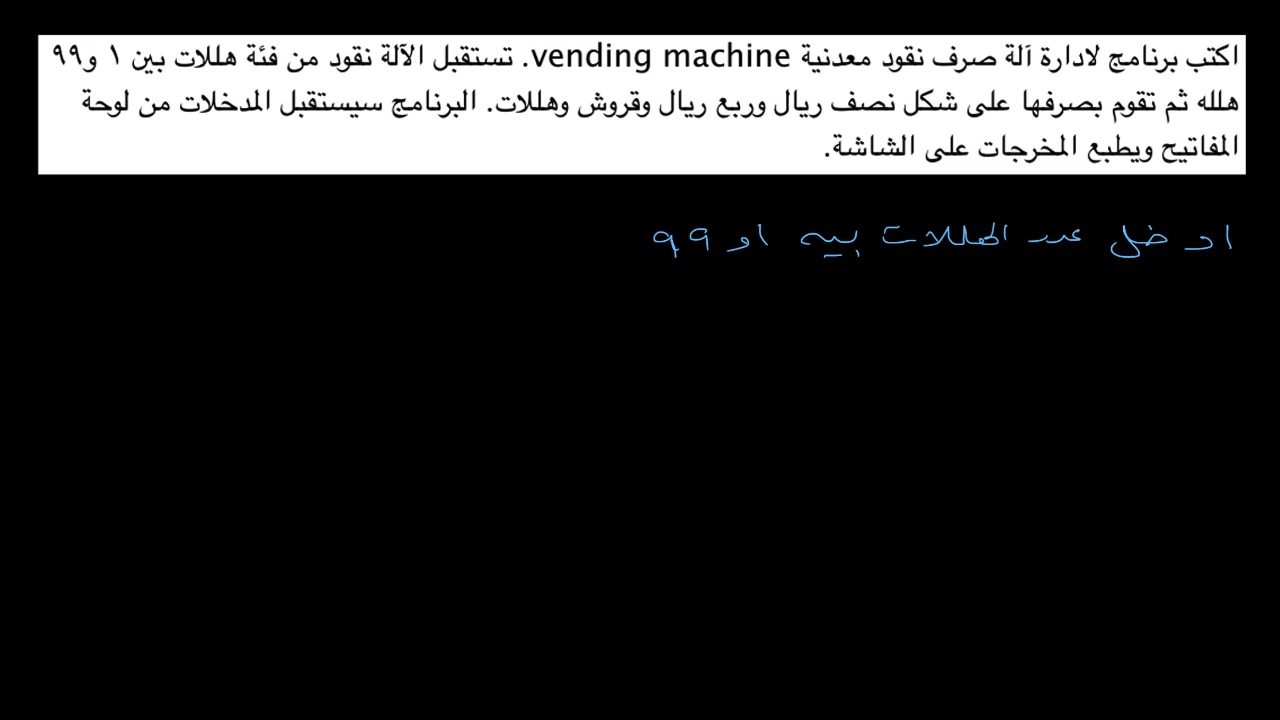 اكتب برنامج لادارة آلة صرف نقود معدنية vending machine. تستقبل الآلة نقود من فئة هللات بين ١ و٩٩
هلله ثم تقوم بصرفها على شكل نصف ريال وربع ريال وقروش وهللات. البرنامج سيستقبل المدخلات من لوحة
المفاتيح ويطبع المخرجات على الشاشة.
ادخل عدد الهللات بين ١ و ٩٩